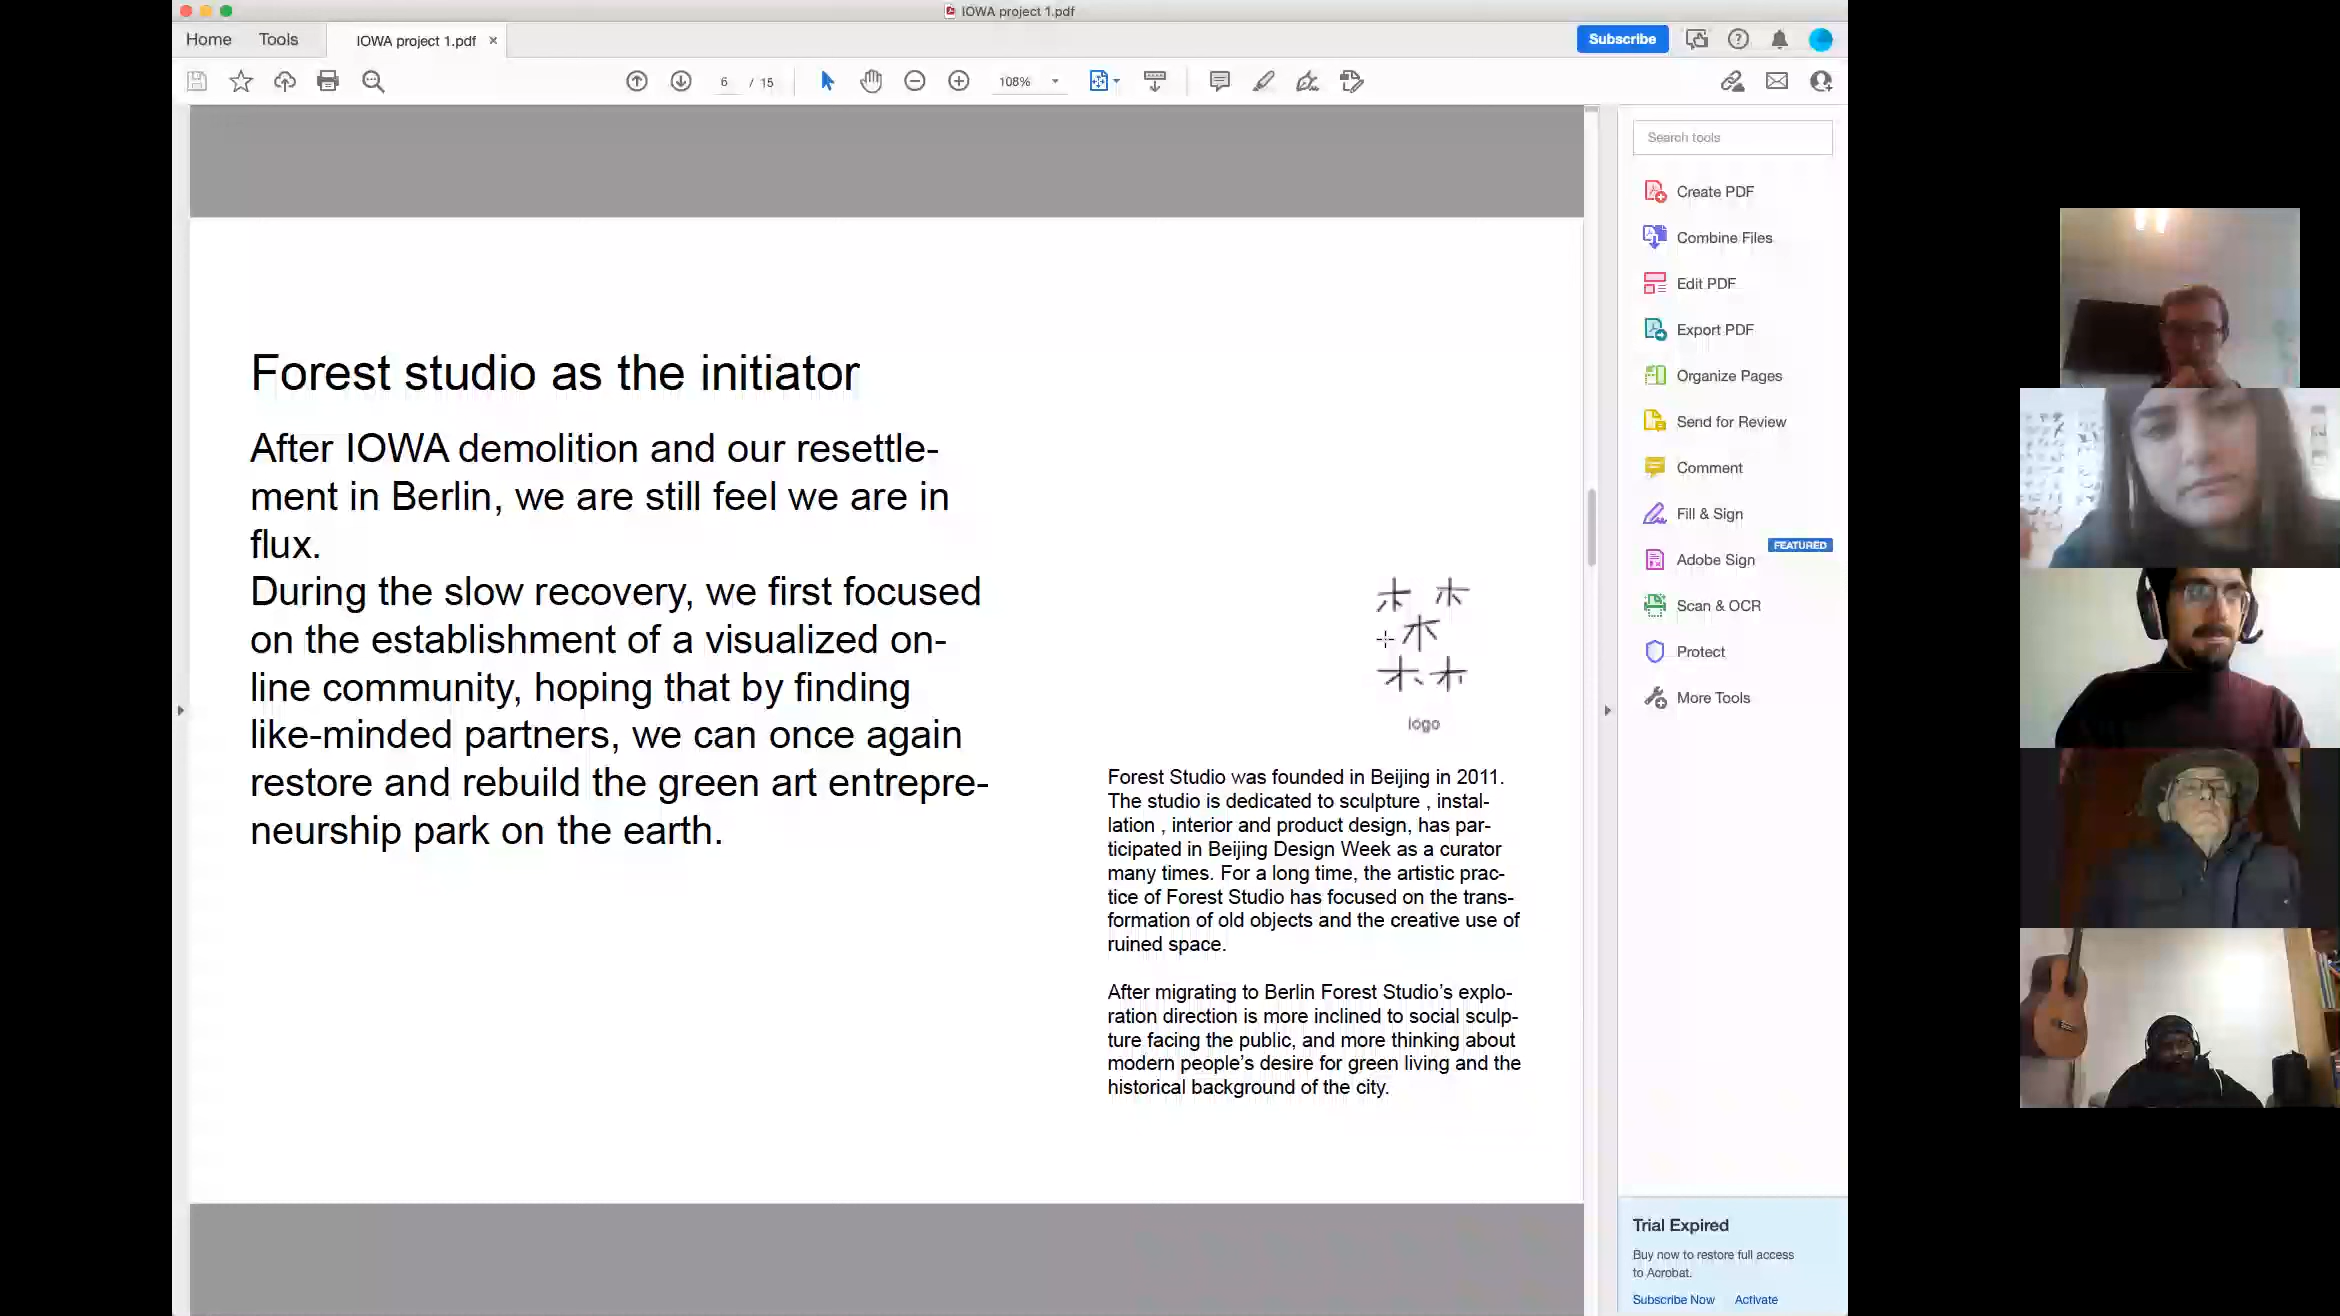 IOWA project 1.pdf
Home
Tools
IOWA project 1.pdf
Subscribe
6 / 15
108%
Search tools
Create PDF
Combine Files
Edit PDF
Export PDF
Organize Pages
Send for Review
Comment
Fill & Sign
FEATURED
Adobe Sign
Scan & OCR
Protect
More Tools
Forest studio as the initiator
After IOWA demolition and our resettle-
ment in Berlin, we are still feel we are in
flux.
During the slow recovery, we first focused
on the establishment of a visualized on-
line community, hoping that by finding
like-minded partners, we can once again
restore and rebuild the green art entrepre-
neurship park on the earth.
木 木
木
木 木
logo
Forest Studio was founded in Beijing in 2011.
The studio is dedicated to sculpture , instal-
lation , interior and product design, has par-
ticipated in Beijing Design Week as a curator
many times. For a long time, the artistic prac-
tice of Forest Studio has focused on the trans-
formation of old objects and the creative use of
ruined space.
After migrating to Berlin Forest Studio’s explo-
ration direction is more inclined to social sculp-
ture facing the public, and more thinking about
modern people’s desire for green living and the
historical background of the city.
Trial Expired
Buy now to restore full access
to Acrobat.
Subscribe Now
Activate